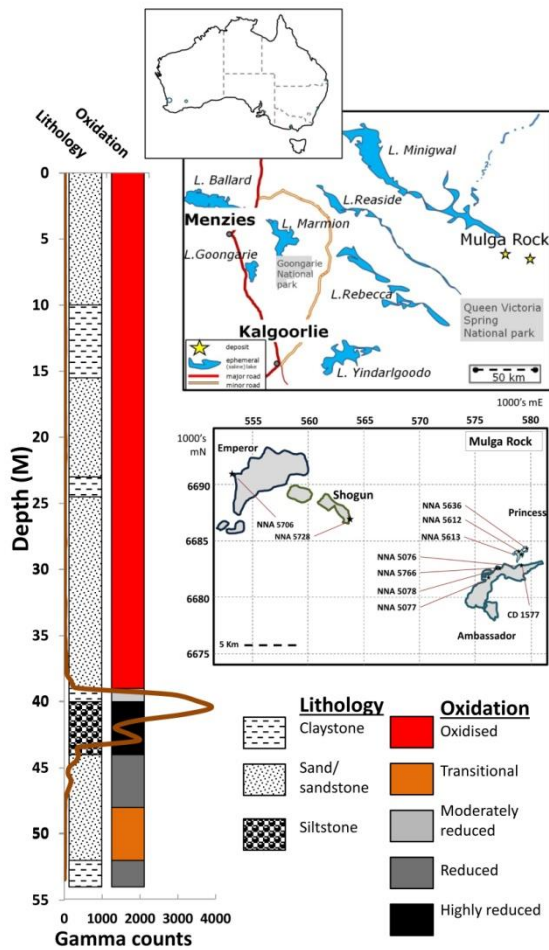 Lithology
Oxidation
0
5
10
15
20
25
30
35
40
45
50
55
Depth (M)
0 1000 2000 3000 4000
Gamma counts
L. Minigwal
L. Ballard
L.Reaside
Menzies
L. Marmion
Mulga Rock
L.Goongarie
Goongarie
National
park
L.Rebecca
Queen Victoria
Spring
National park
Kalgoorlie
deposit
ephemeral
(saline) lake
major road
minor road
L. Yindarlgoodo
50 km
1000's mE
555 560 565 570 575 580
1000's
mN
Mulga Rock
Emperor
6690
6685
6680
6675
Shogun
Princess
NNA 5706
NNA 5728
NNA 5636
NNA 5612
NNA 5613
NNA 5076
NNA 5766
NNA 5078
NNA 5077
CD 1577
Ambassador
5 Km
Lithology
Claystone
Sand/
sandstone
Siltstone
Oxidation
Oxidised
Transitional
Moderately
reduced
Reduced
Highly reduced